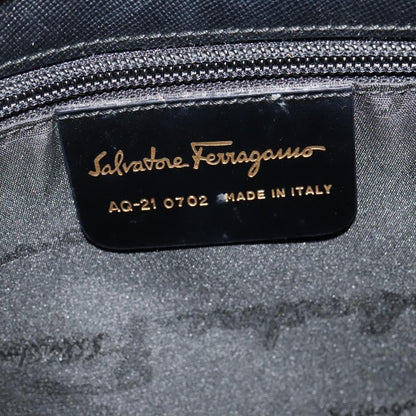 Salvatore Ferragamo
AQ-21 0702 MADE IN ITALY